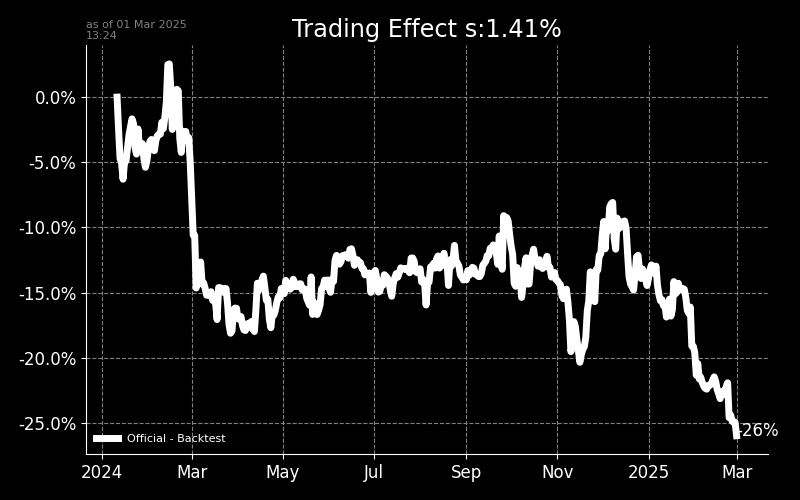 as of 01 Mar 2025
13:24
Trading Effect s:1.41%
0.0%
-5.0%
-10.0%
-15.0%
-20.0%
-25.0%
Official - Backtest
-26%
2024 Mar May Jul Sep Nov 2025 Mar